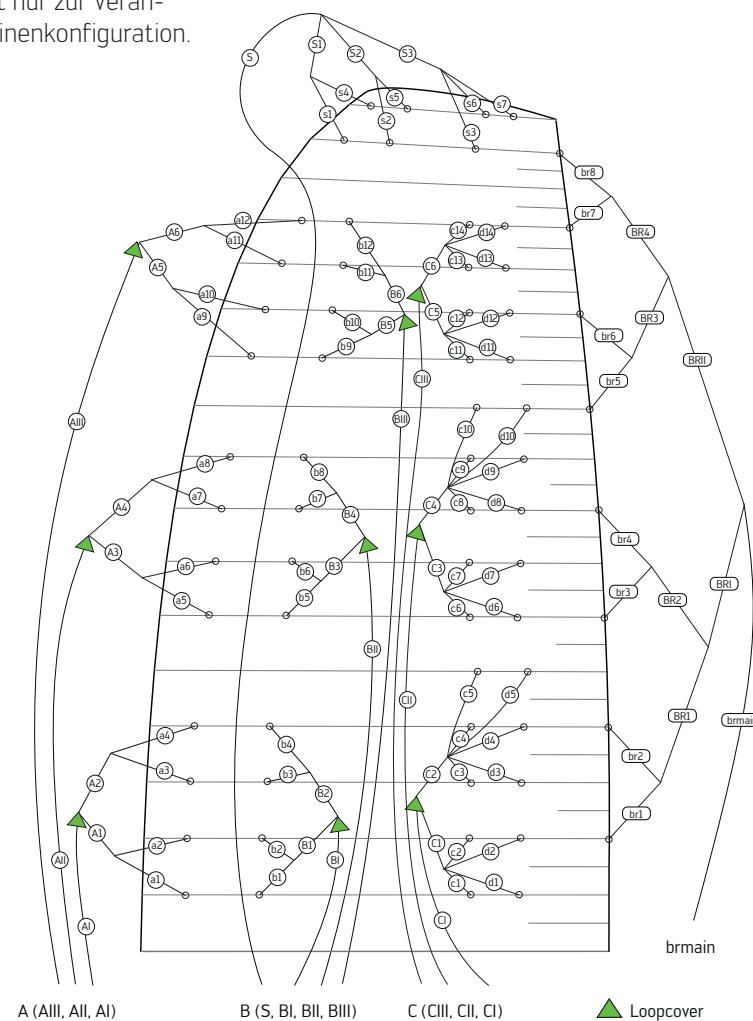 t nur zur Veran-
inenkonfiguration.
S
S1
S2
S3
s4
s5
s6
s7
s1
s2
s3
br8
br7
BR4
A6
a12
a11
A5
a10
a9
b12
b11
B6
B5
b10
b9
c14
d14
c13
d13
C6
C5
c12
d12
c11
d11
BR3
br6
br5
BRII
AIII
BIII
CIII
c10
d10
a8
a7
A4
A3
a6
a5
b8
b7
B4
B3
b6
b5
c9
d9
c8
d8
C4
C3
c7
d7
c6
d6
br4
br3
BR2
BRI
BII
CII
c5
d5
BR1
brmai
a4
a3
A2
A1
a2
a1
b4
b3
B2
B1
b2
b1
BI
c4
d4
c3
d3
C2
C1
c2
d2
c1
d1
br2
br1
AII
AI
CI
brmain
A (AIII, AII, AI)
B (S, BI, BII, BIII)
C (CIII, CII, CI)
Loopcover